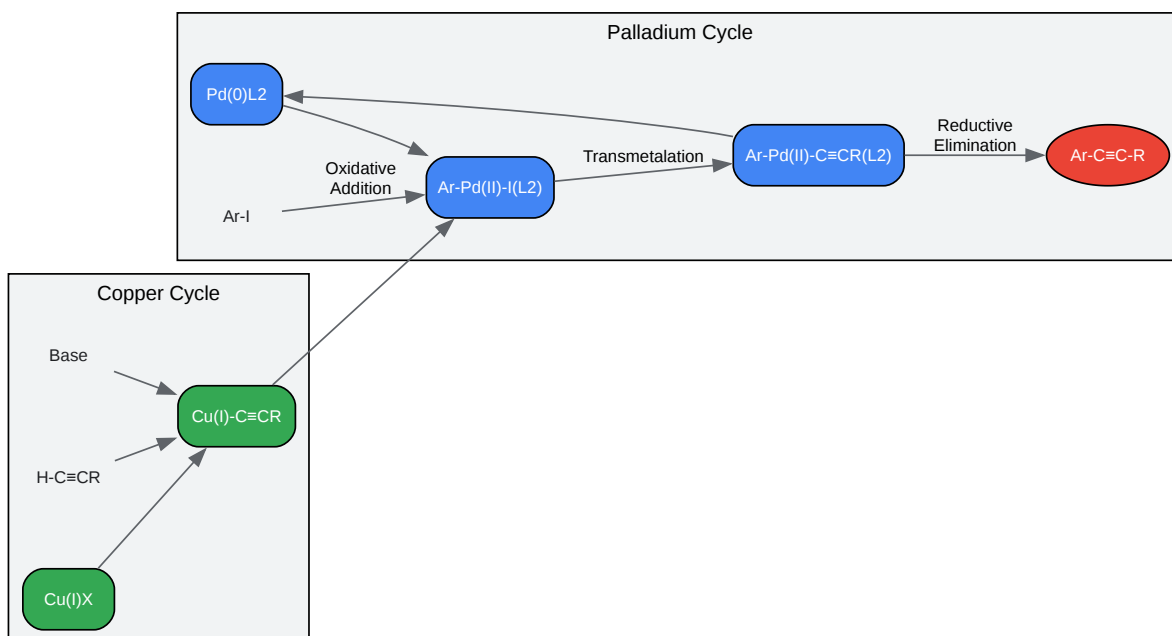 Palladium Cycle
Pd(0)L2
Oxidative
Addition
Ar-I
Ar-Pd(II)-I(L2)
Transmetalation
Ar-Pd(II)-C≡CR(L2)
Reductive
Elimination
Ar-C≡C-R
Copper Cycle
Base
Cu(I)-C≡CR
H-C≡CR
Cu(I)X